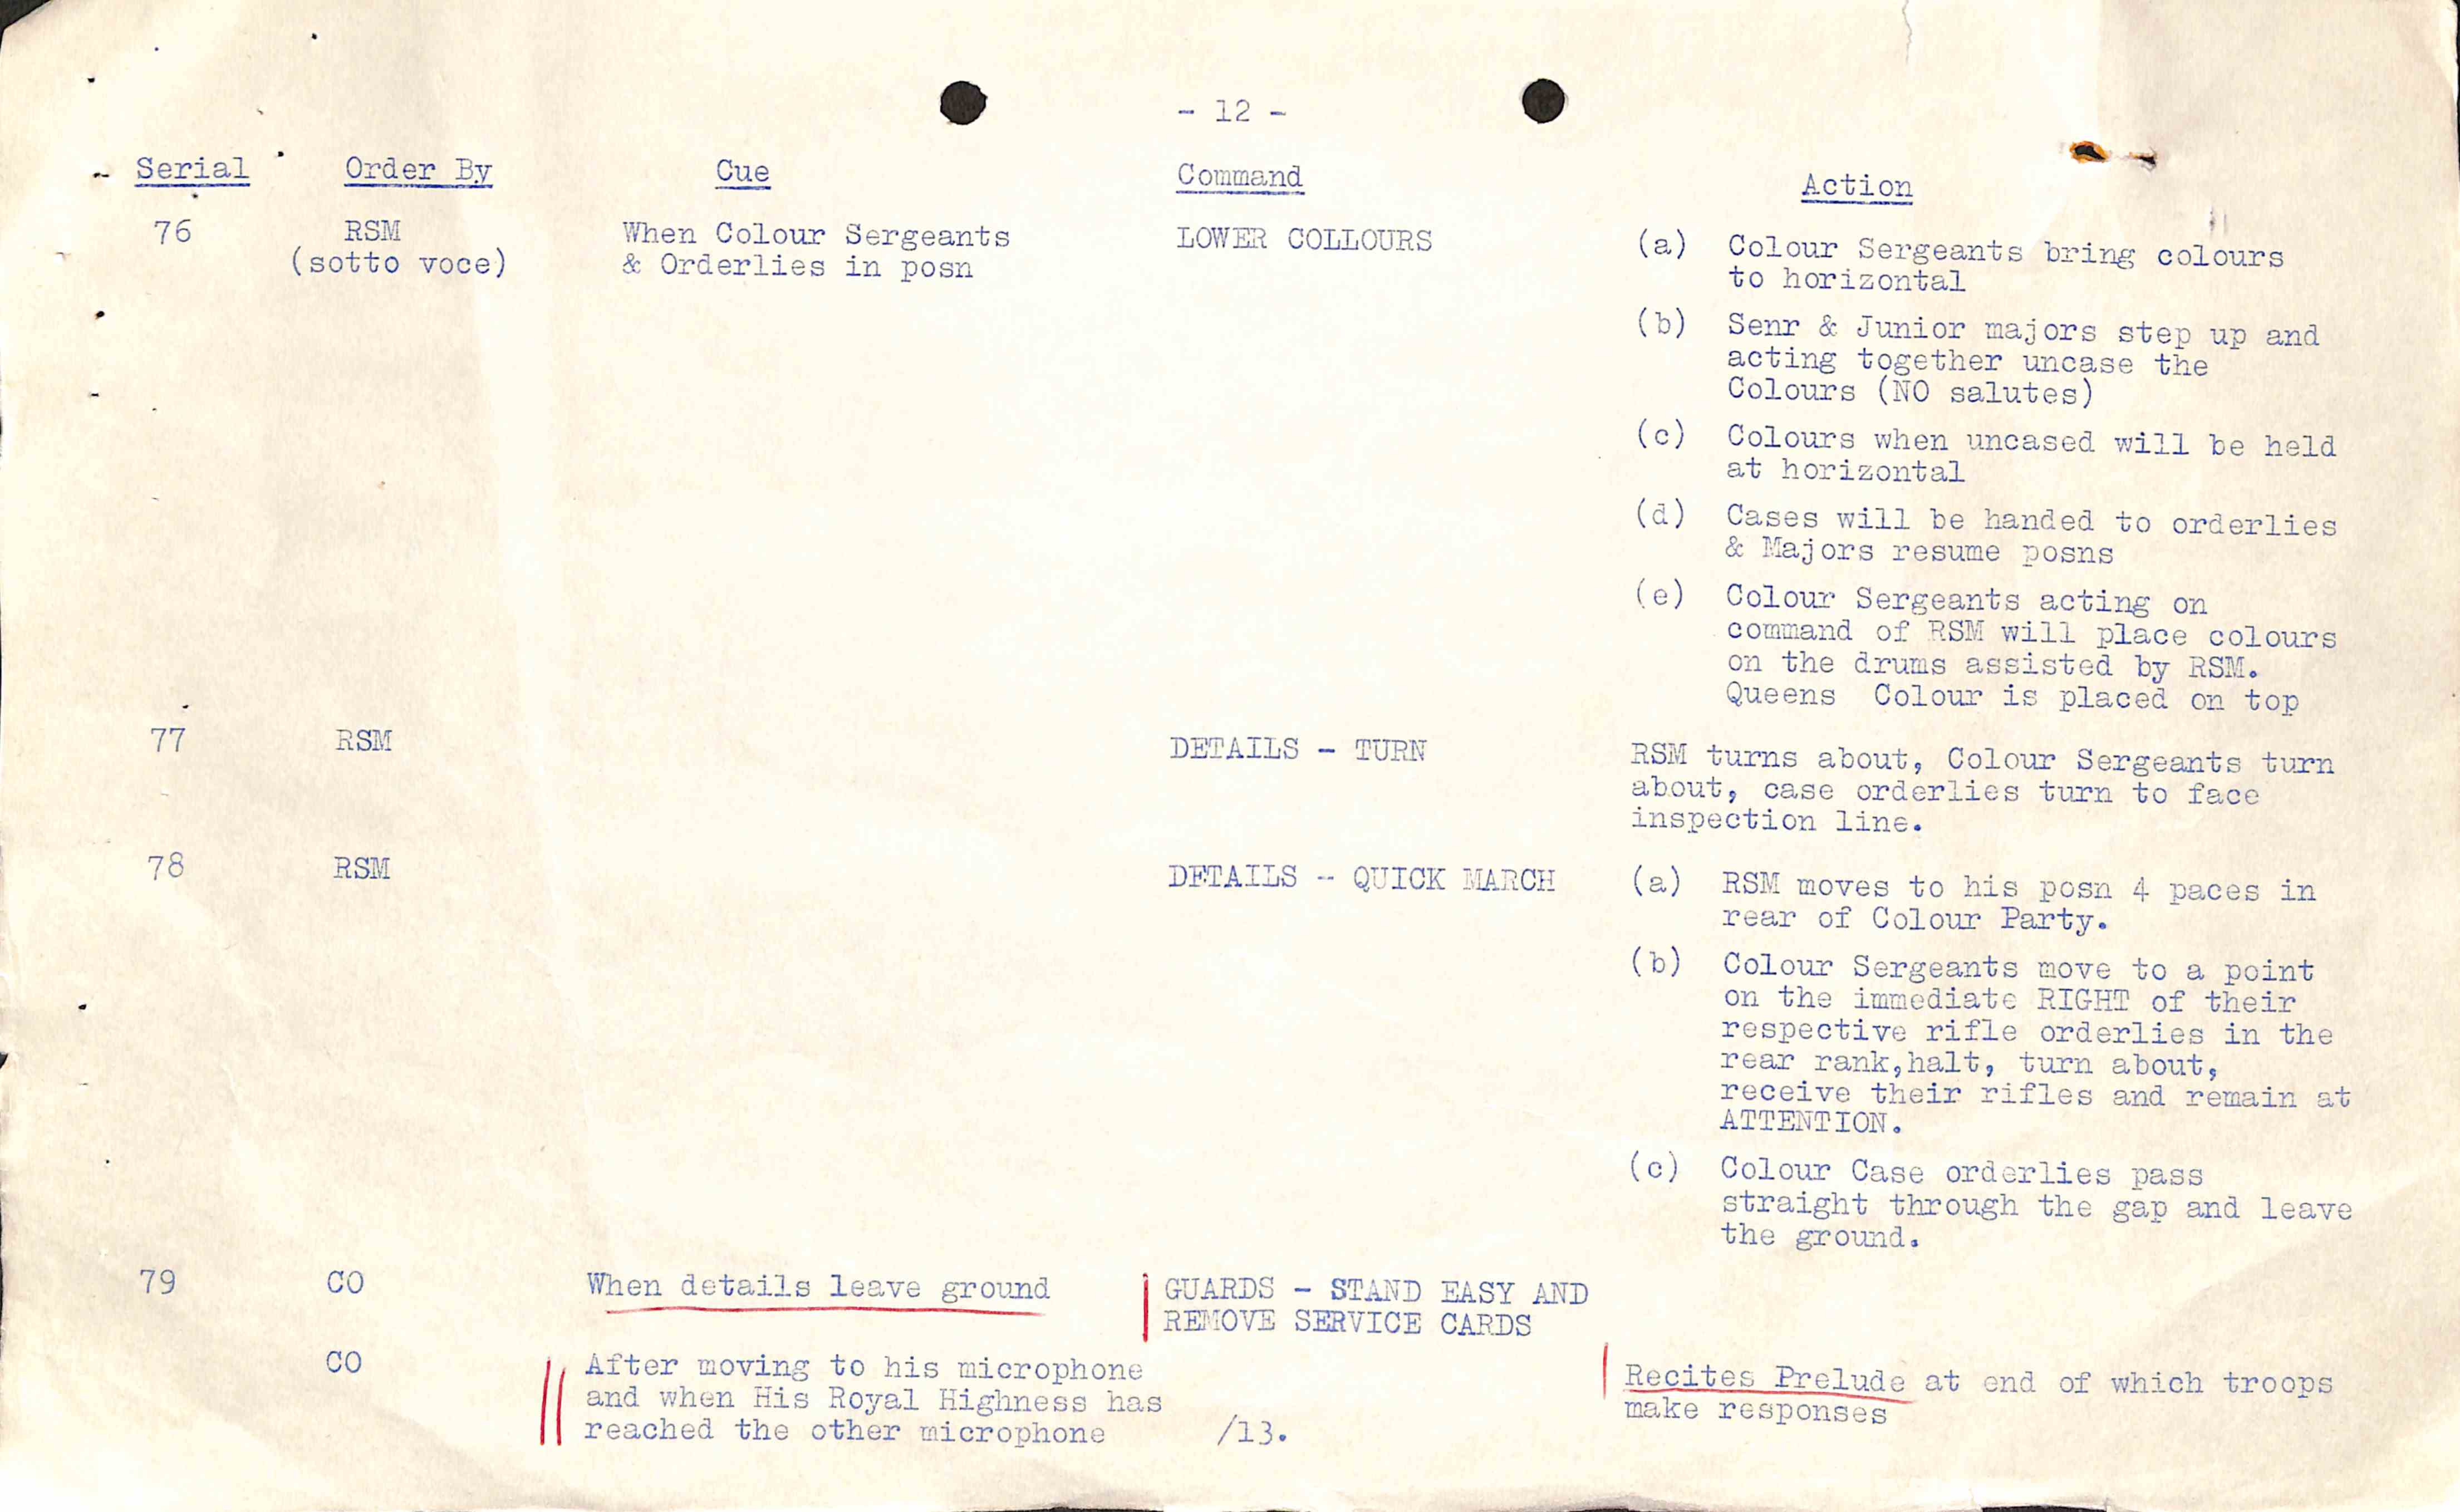 - 12 -
Serial Order By Cue Command Action
76 RSM When Colour Sergeants LOWER COLLOURS (a) Colour Sergeants bring colours
(sotto voce) & Orderlies in posn to horizontal
(b) Senr & Junior majors step up and
acting together uncase the
Colours (NO salutes)
(c) Colours when uncased will be held
at horizontal
(d) Cases will be handed to orderlies
& Majors resume posns
(e) Colour Sergeants acting on
command of RSM will place colours
on the drums assisted by RSM.
Queens Colour is placed on top
77 RSM DETAILS - TURN RSM turns about, Colour Sergeants turn
about, case orderlies turn to face
inspection line.
78 RSM DETAILS - QUICK MARCH (a) RSM moves to his posn 4 paces in
rear of Colour Party.
(b) Colour Sergeants move to a point
on the immediate RIGHT of their
respective rifle orderlies in the
rear rank,halt, turn about,
receive their rifles and remain at
ATTENTION.
(c) Colour Case orderlies pass
straight through the gap and leave
the ground.
79 CO When details leave ground GUARDS - STAND EASY AND
REMOVE SERVICE CARDS
CO After moving to his microphone Recites Prelude at end of which troops
and when His Royal Highness has make responses
reached the other microphone /13.